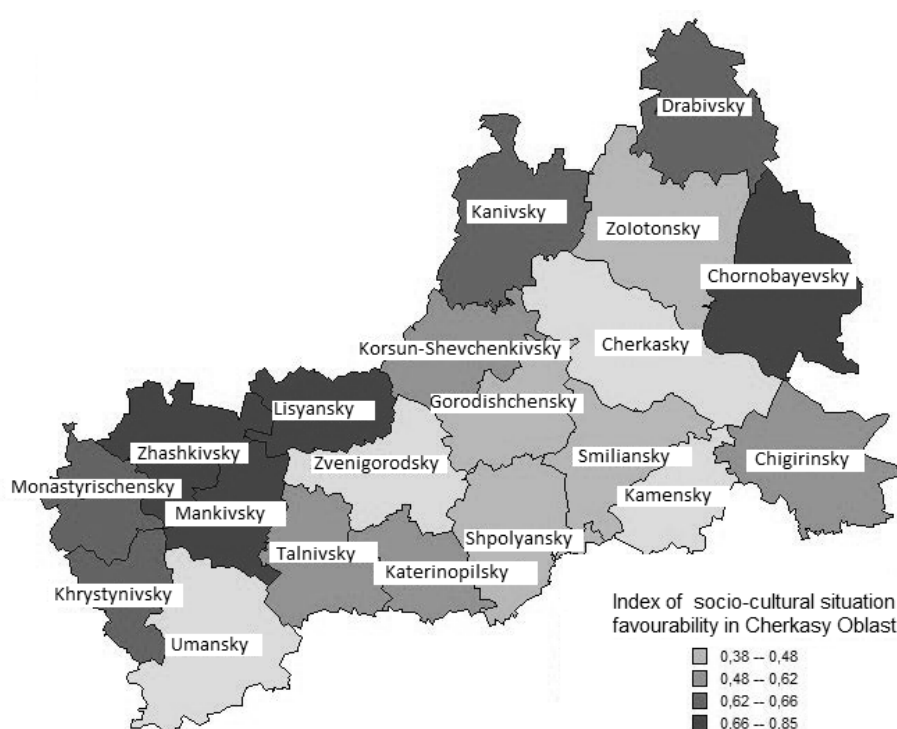 Drabivsky
Kanivsky
Zolotonsky
Chornobayevsky
Korsun-Shevchenkivsky
Cherkasky
Lisyansky
Gorodishchensky
Zhashkivsky
Zvenigorodsky
Smiliansky
Chigirinsky
Monastyrischensky
Kamensky
Mankivsky
Shpolyansky
Talnivsky
Katerinopilsky
Khrystynivsky
Umansky
Index of socio-cultural situation
favourability in Cherkasy Oblast
0,38 -- 0,48
0,48 -- 0,62
0,62 -- 0,66
0,66 -- 0,85